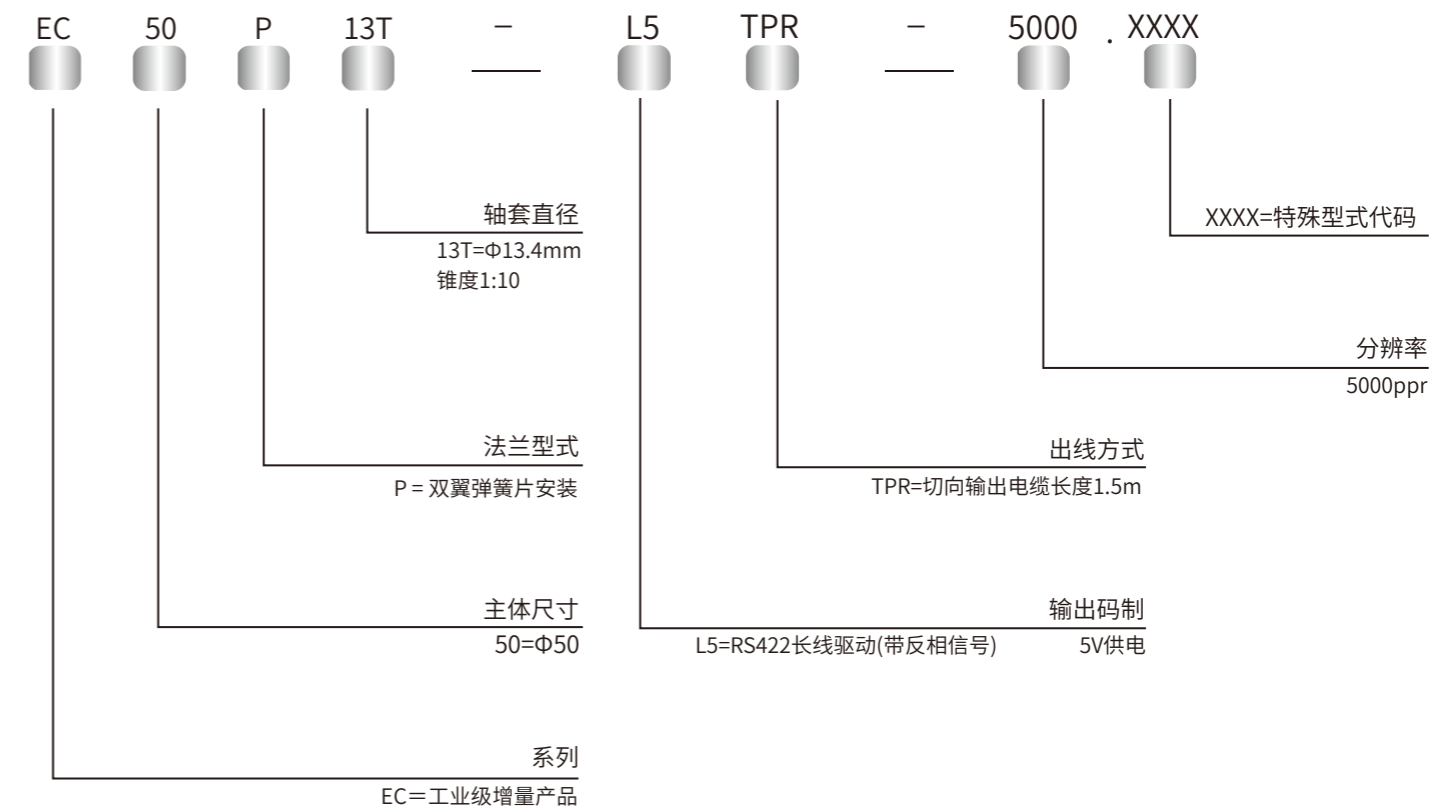 EC 50 P 13T – L5 TPR – 5000 . XXXX
轴套直径
13T=Φ13.4mm
锥度1:10
XXXX=特殊型式代码
分辨率
5000ppr
法兰型式
P = 双翼弹簧片安装
出线方式
TPR=切向输出电缆长度1.5m
主体尺寸
50=Φ50
输出码制
L5=RS422长线驱动(带反相信号) 5V供电
系列
EC＝工业级增量产品